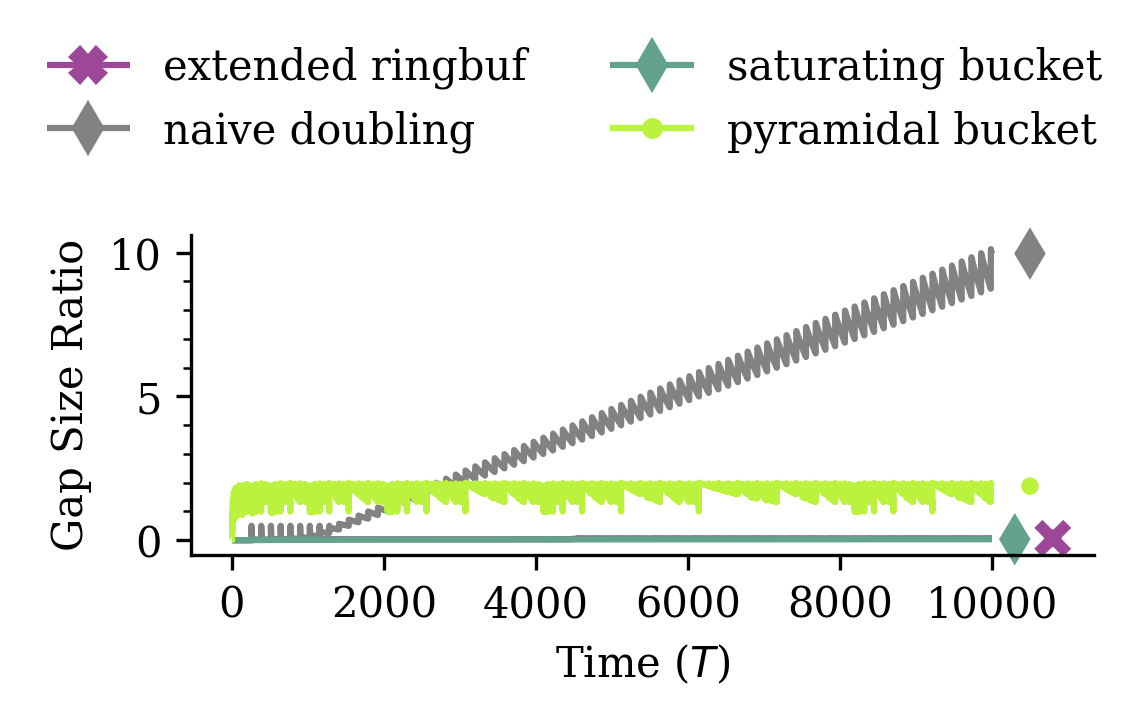 extended ringbuf
saturating bucket
naive doubling
pyramidal bucket
Gap Size Ratio
10
5
0
0 2000 4000 6000 8000 10000
Time (T)